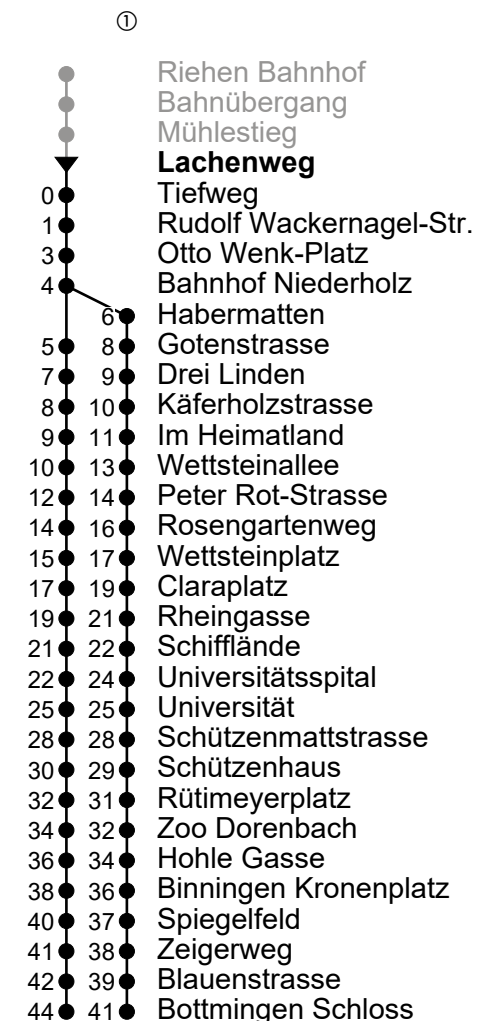 ①
Riehen Bahnhof
Bahnübergang
Mühlestieg
Lachenweg
0 Tiefweg
1 Rudolf Wackernagel-Str.
3 Otto Wenk-Platz
4 Bahnhof Niederholz
6 Habermatten
5 8 Gotenstrasse
7 9 Drei Linden
8 10 Käferholzstrasse
9 11 Im Heimatland
10 13 Wettsteinallee
12 14 Peter Rot-Strasse
14 16 Rosengartenweg
15 17 Wettsteinplatz
17 19 Claraplatz
19 21 Rheingasse
21 22 Schifflände
22 24 Universitätsspital
25 25 Universität
28 28 Schützenmattstrasse
30 29 Schützenhaus
32 31 Rütimeyerplatz
34 32 Zoo Dorenbach
36 34 Hohle Gasse
38 36 Binningen Kronenplatz
40 37 Spiegelfeld
41 38 Zeigerweg
42 39 Blauenstrasse
44 41 Bottmingen Schloss